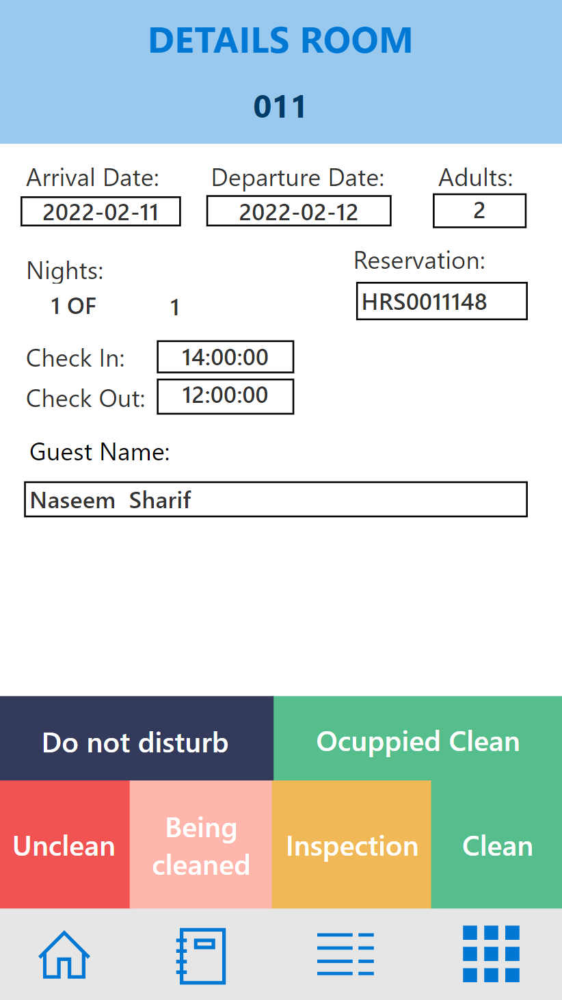 DETAILS ROOM
011
Arrival Date: Departure Date: Adults:
2022-02-11 2022-02-12 2
Nights: Reservation:
1 OF 1 HRS0011148
Check In: 14:00:00
Check Out: 12:00:00
Guest Name:
Naseem Sharif
Do not disturb Ocuppied Clean
Unclean Being cleaned Inspection Clean